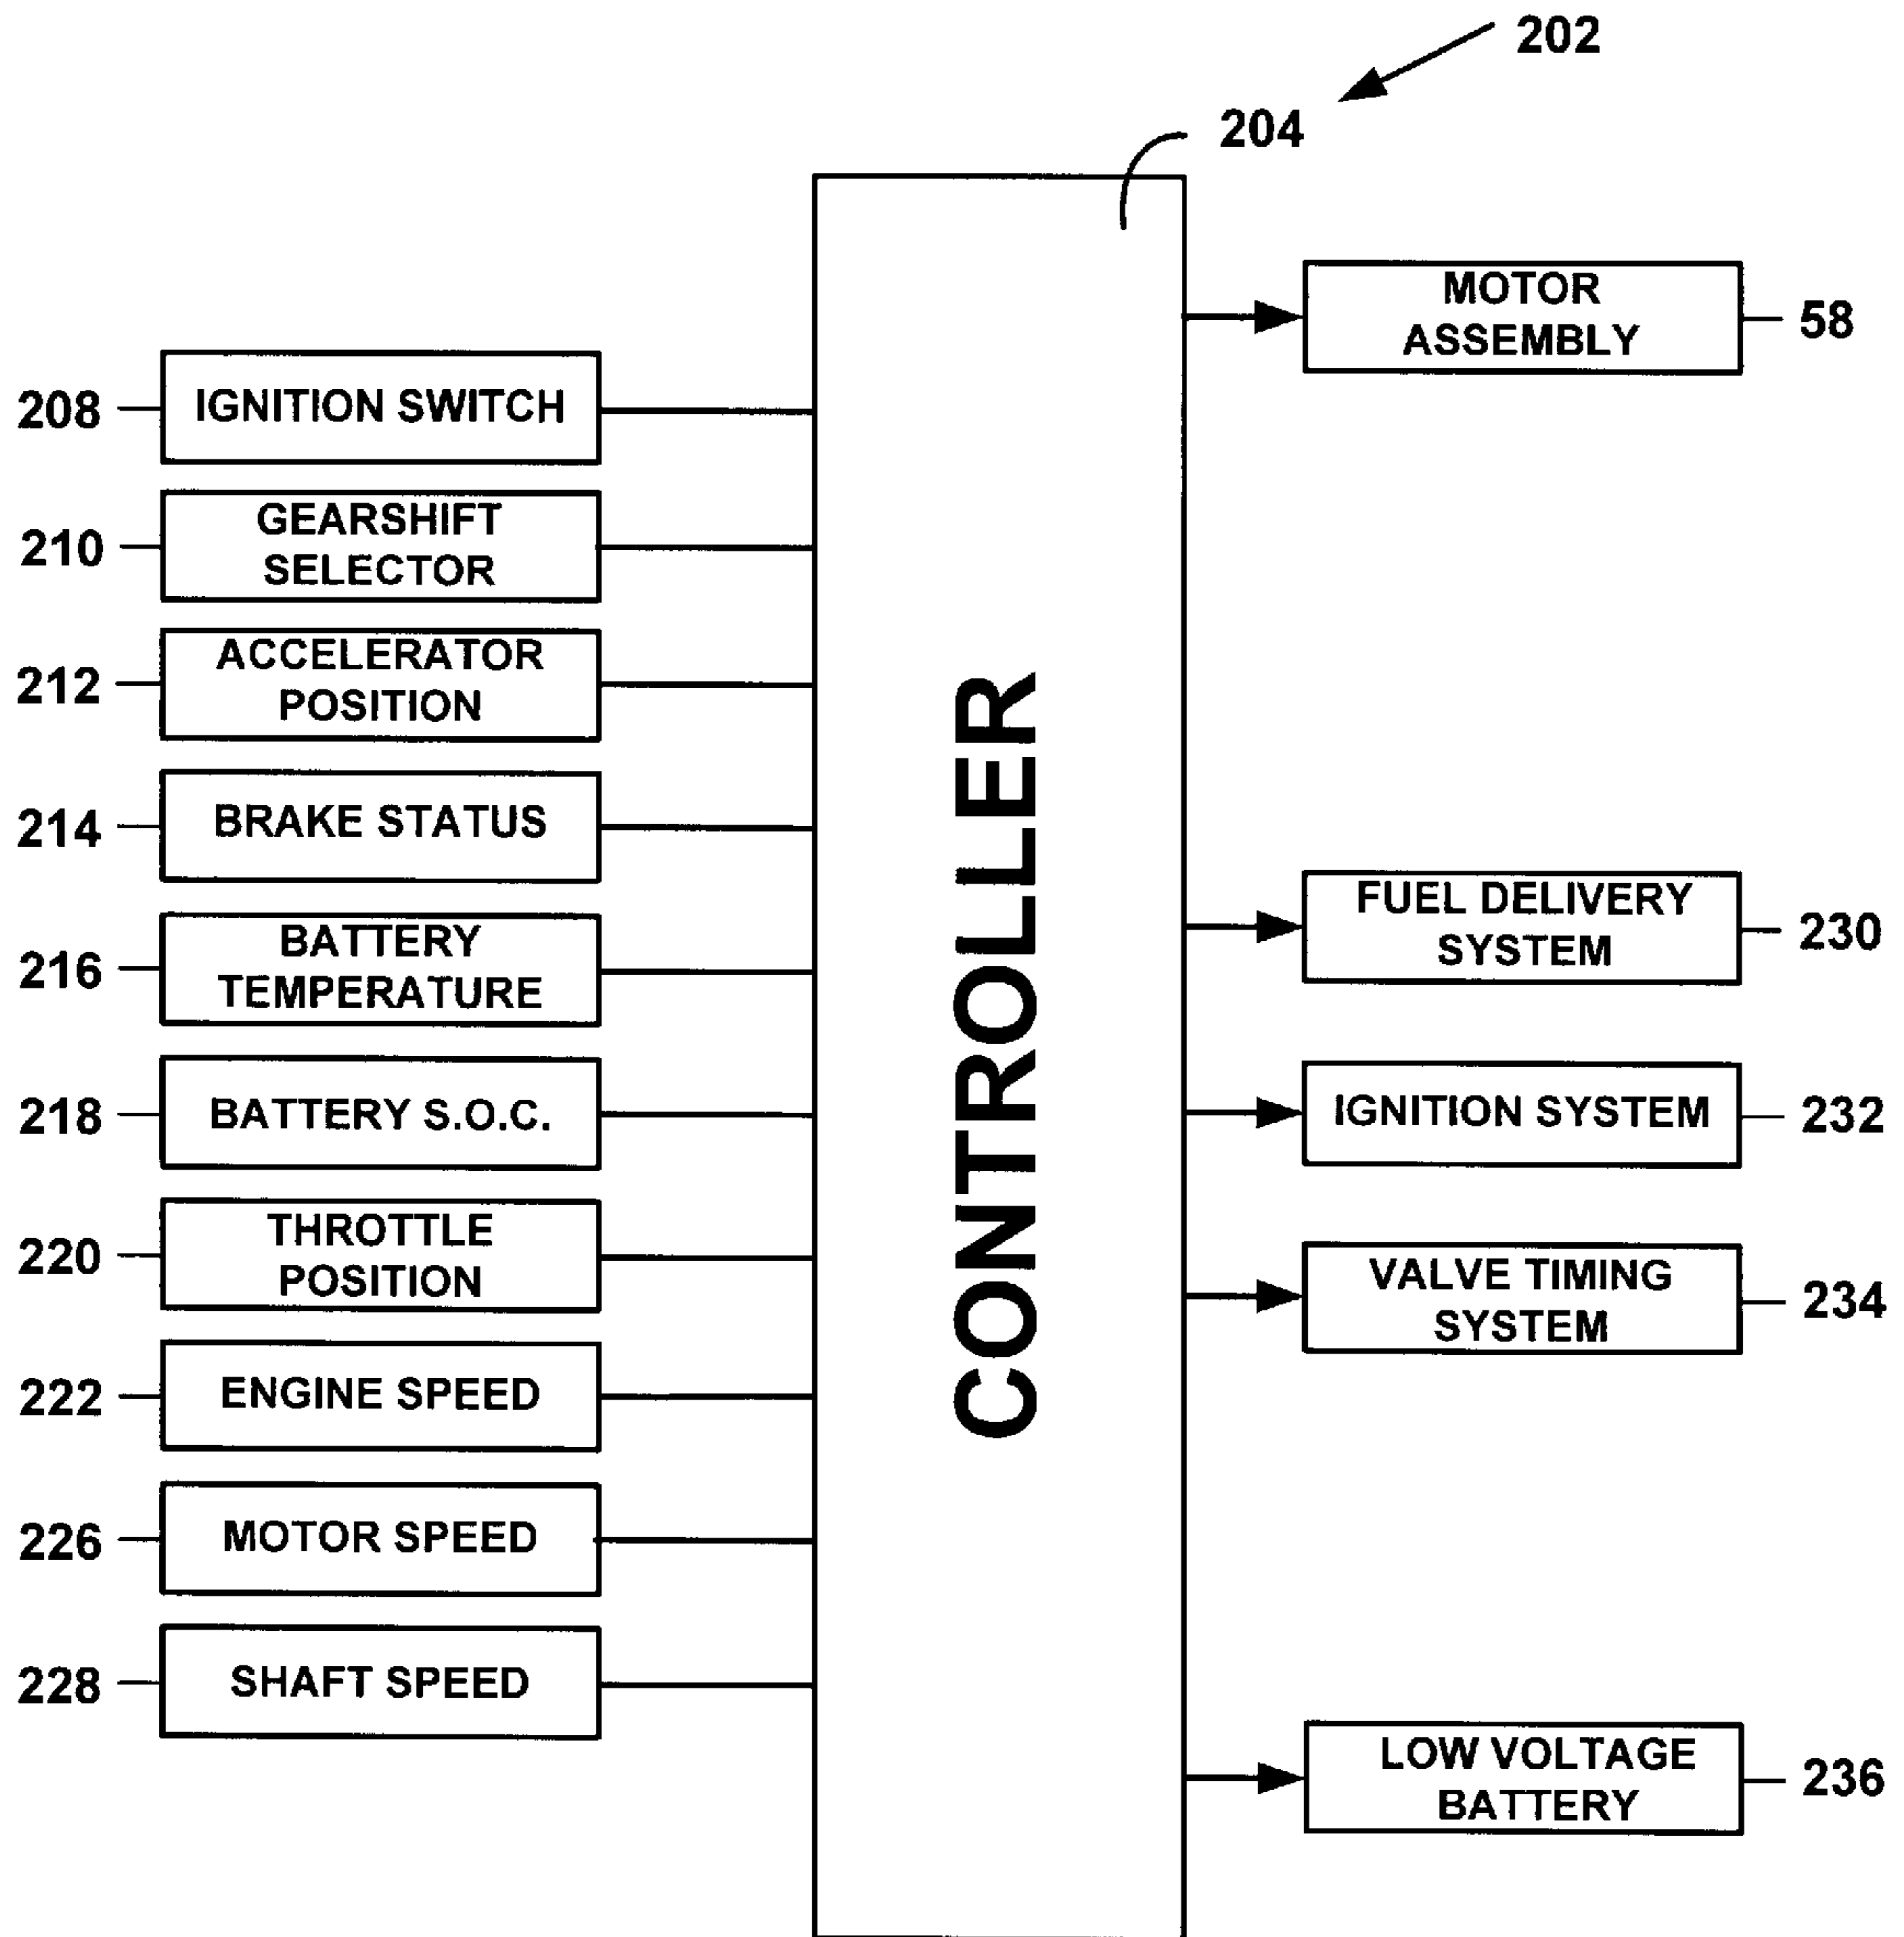 202
204
208
IGNITION SWITCH
210
GEARSHIFT
SELECTOR
212
ACCELERATOR
POSITION
214
BRAKE STATUS
216
BATTERY
TEMPERATURE
218
BATTERY S.O.C.
220
THROTTLE
POSITION
222
ENGINE SPEED
226
MOTOR SPEED
228
SHAFT SPEED
CONTROLLER
MOTOR
ASSEMBLY
58
FUEL DELIVERY
SYSTEM
230
IGNITION SYSTEM
232
VALVE TIMING
SYSTEM
234
LOW VOLTAGE
BATTERY
236